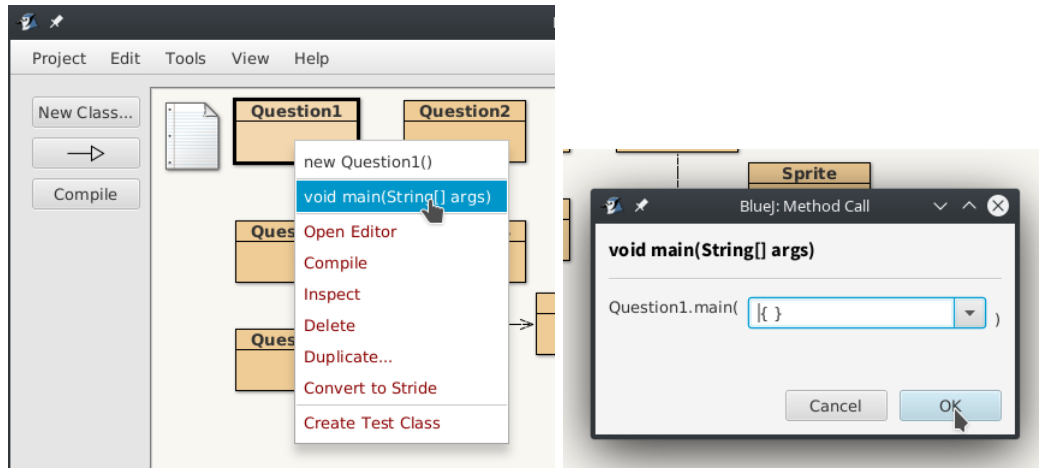 Project Edit Tools View Help
New Class...
Compile
Question1
Question2
new Question1()
void main(String[] args)
Open Editor
Compile
Inspect
Delete
Duplicate...
Convert to Stride
Create Test Class
Ques
Ques
Sprite
BlueJ: Method Call
void main(String[] args)
Question1.main( { } )
Cancel OK